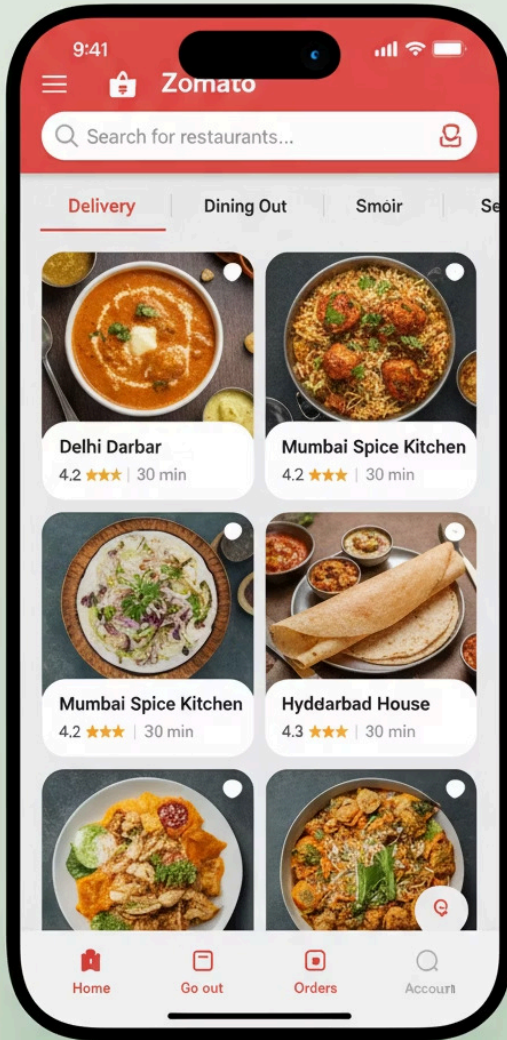 9:41
Zomato
Search for restaurants...
Delivery Dining Out Smoir Se
Delhi Darbar
4.2 30 min
Mumbai Spice Kitchen
4.2 30 min
Mumbai Spice Kitchen
4.2 30 min
Hyddarbad House
4.3 30 min
Home Go out Orders